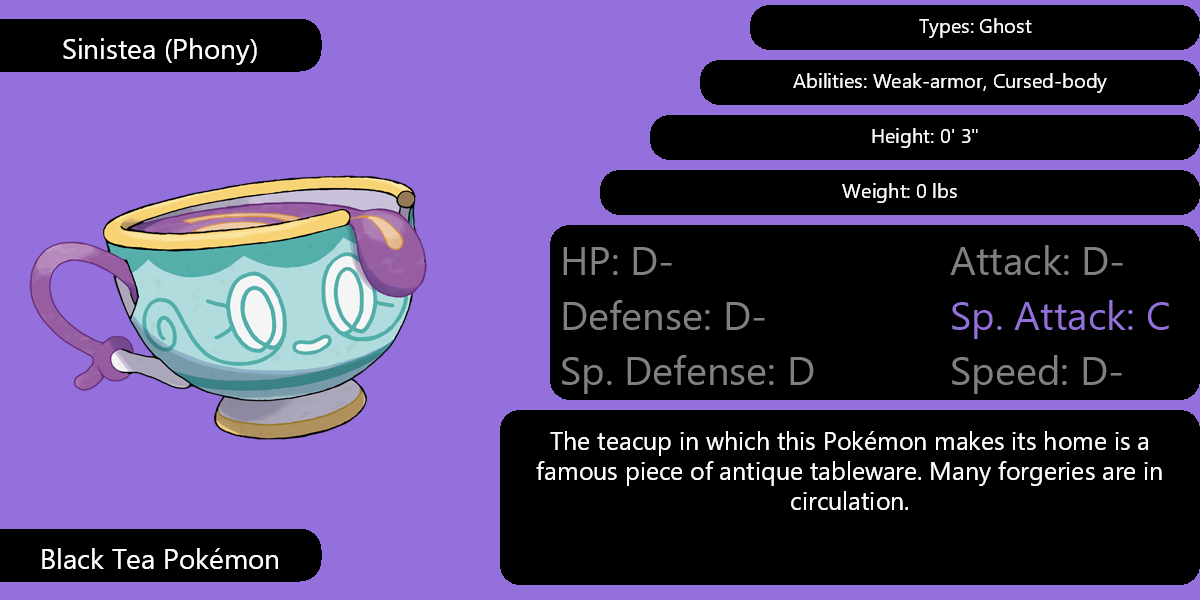 Sinistea (Phony)
Types: Ghost
Abilities: Weak-armor, Cursed-body
Height: 0' 3"
Weight: 0 lbs
HP: D-
Attack: D-
Defense: D-
Sp. Attack: C
Sp. Defense: D
Speed: D-
The teacup in which this Pokémon makes its home is a
famous piece of antique tableware. Many forgeries are in
circulation.
Black Tea Pokémon